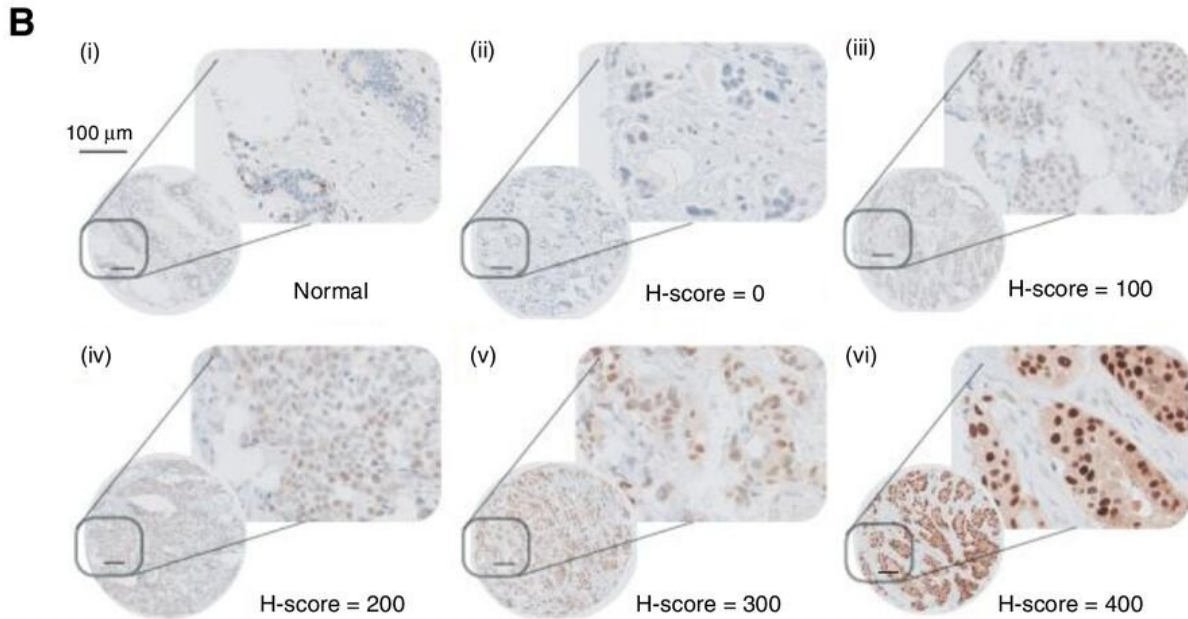 B
(i)
(ii)
(iii)
100 μm
Normal
H-score = 0
H-score = 100
(iv)
(v)
(vi)
H-score = 200
H-score = 300
H-score = 400